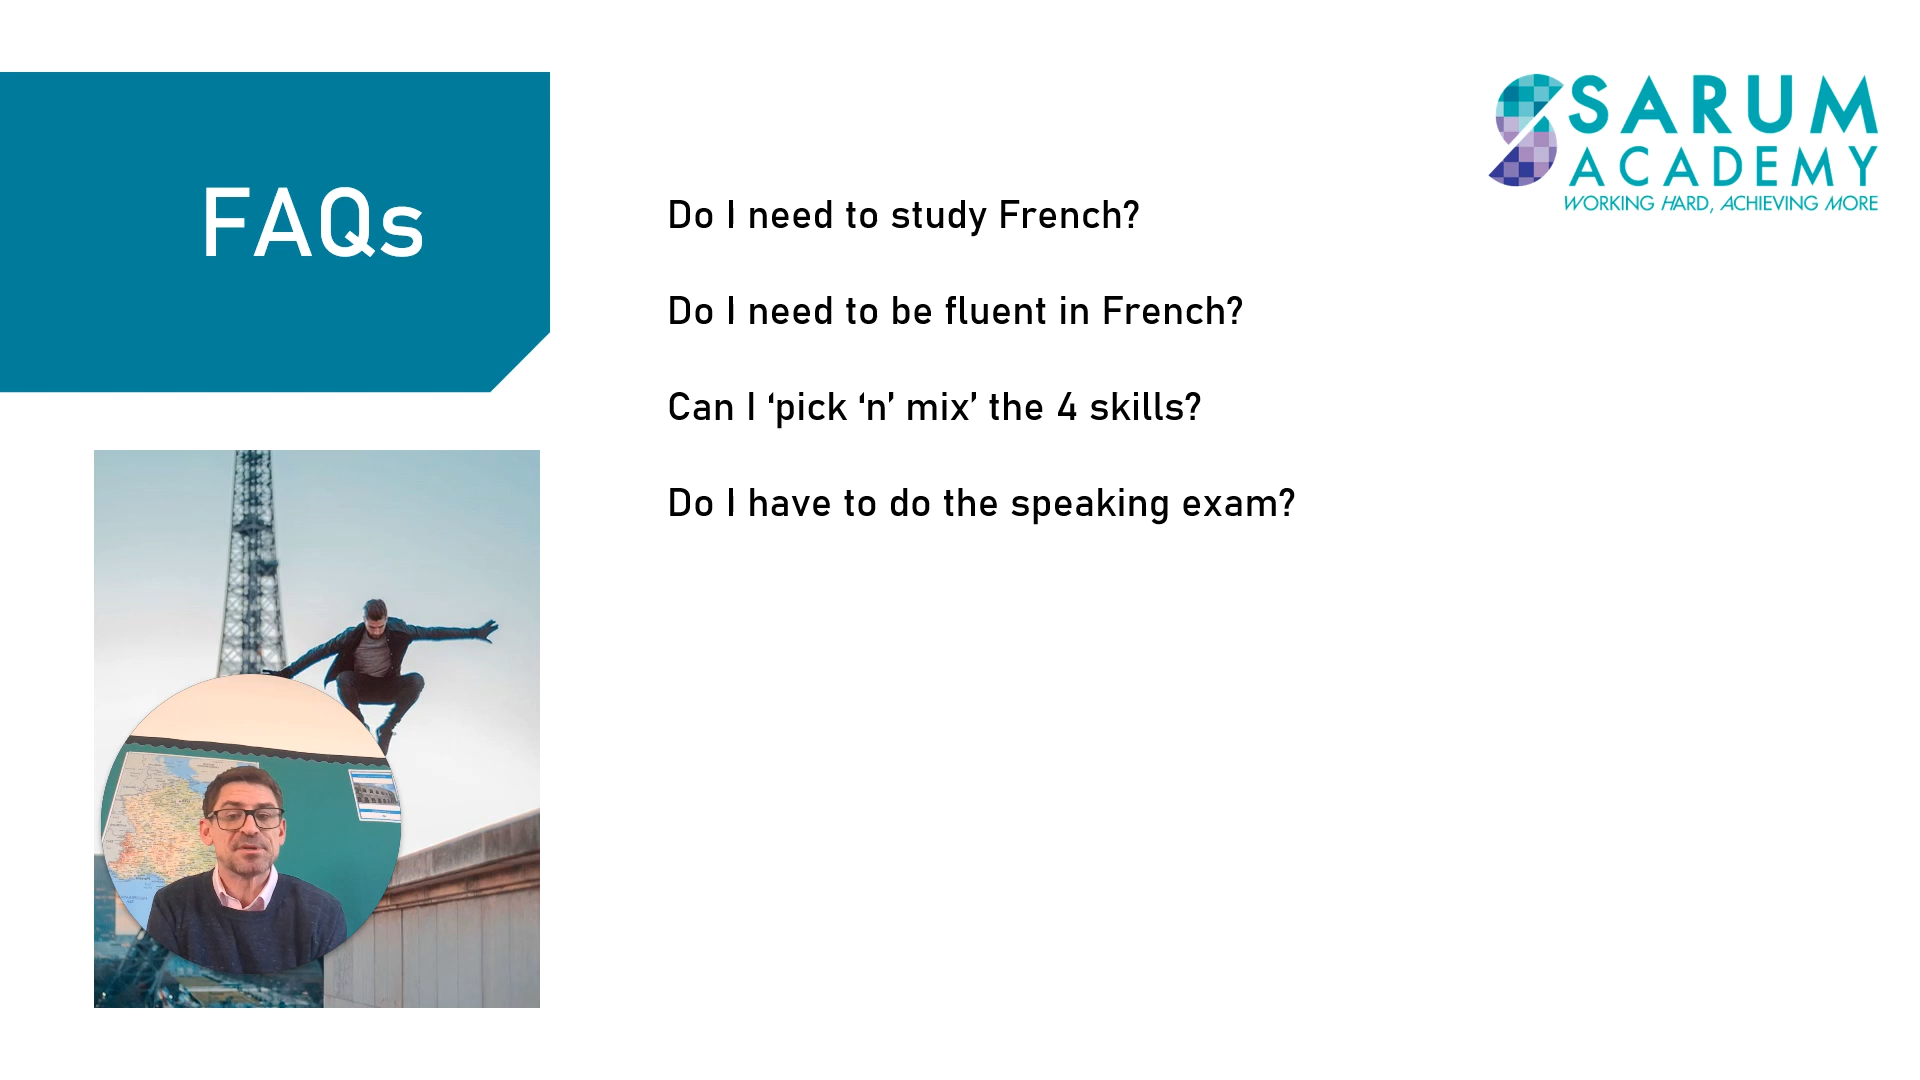 FAQs
SARUM
ACADEMY
WORKING HARD, ACHIEVING MORE
Do I need to study French?
Do I need to be fluent in French?
Can I ‘pick ‘n’ mix’ the 4 skills?
Do I have to do the speaking exam?